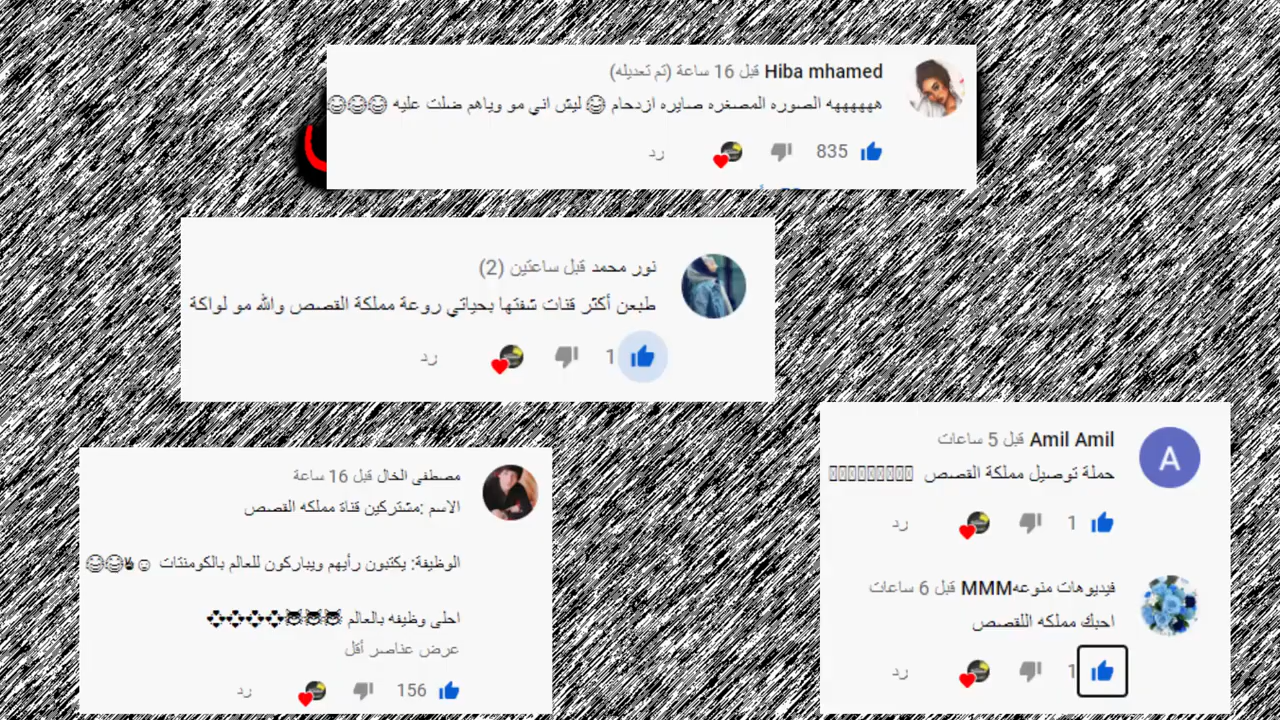 Hiba mhamed قبل 16 ساعة (تم تعديله)
هههههه الصوره المصغره صايره ازدحام 😂 ليش اني مو وياهم ضلت عليه 😂😂😂
835
رد
نور محمد قبل ساعتين (2)
طبعن أكثر قنات شفتها بحياتي روعة مملكة القصص والله مو لواكة
1
رد
مصطفى الخال قبل 16 ساعة
الاسم :مشتركين قناة مملكه القصص
الوظيفة: يكتبون رأيهم ويباركون للعالم بالكومنتات
احلى وظيفه بالعالم
عرض عناصر أقل
156
رد
Amil Amil قبل 5 ساعات
حملة توصيل مملكة القصص
1
رد
فيديوهات منوعهMMM قبل 6 ساعات
احبك مملكه اللقصص
1
رد